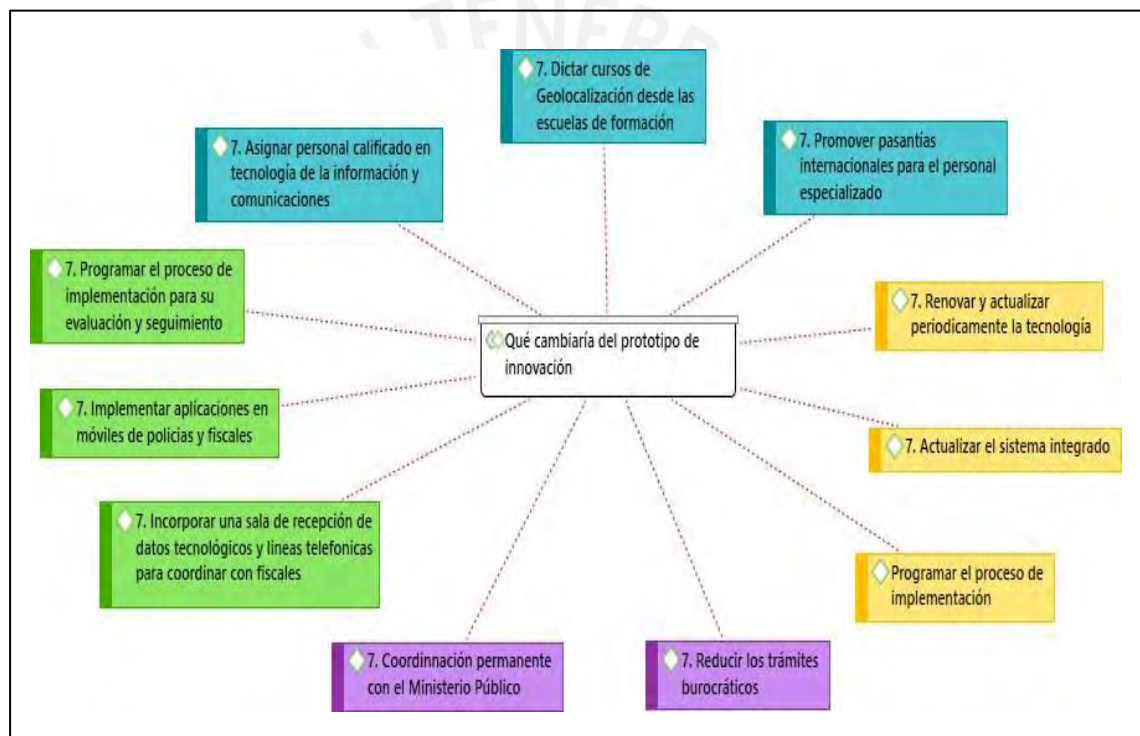 TENEBR
7. Dictar cursos de
Geolocalización desde las
escuelas de formación
7. Asignar personal calificado en
tecnología de la información y
comunicaciones
7. Promover pasantías
internacionales para el personal
especializado
7. Programar el proceso de
implementación para su
evaluación y seguimiento
7. Renovar y actualizar
periodicamente la tecnología
Qué cambiaría del prototipo de
innovación
7. Implementar aplicaciones en
móviles de policias y fiscales
7. Actualizar el sistema integrado
7. Incorporar una sala de recepción de
datos tecnológicos y lineas telefonicas
para coordinar con fiscales
Programar el proceso de
implementación
7. Coordinnación permanente
con el Ministerio Público
7. Reducir los trámites
burocráticos